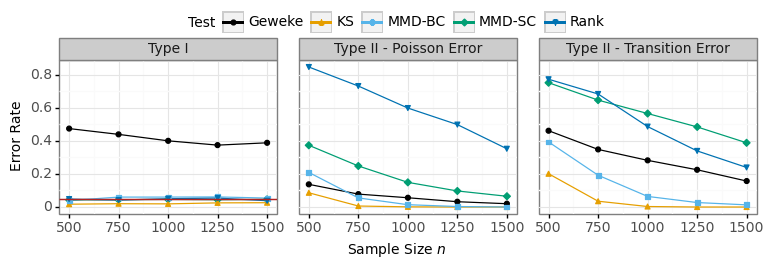 Test Geweke KS MMD-BC MMD-SC Rank
Type I Type II - Poisson Error Type II - Transition Error
0.8
0.6
0.4
0.2
0
Error Rate
500 750 1000 1250 1500 500 750 1000 1250 1500 500 750 1000 1250 1500
Sample Size n